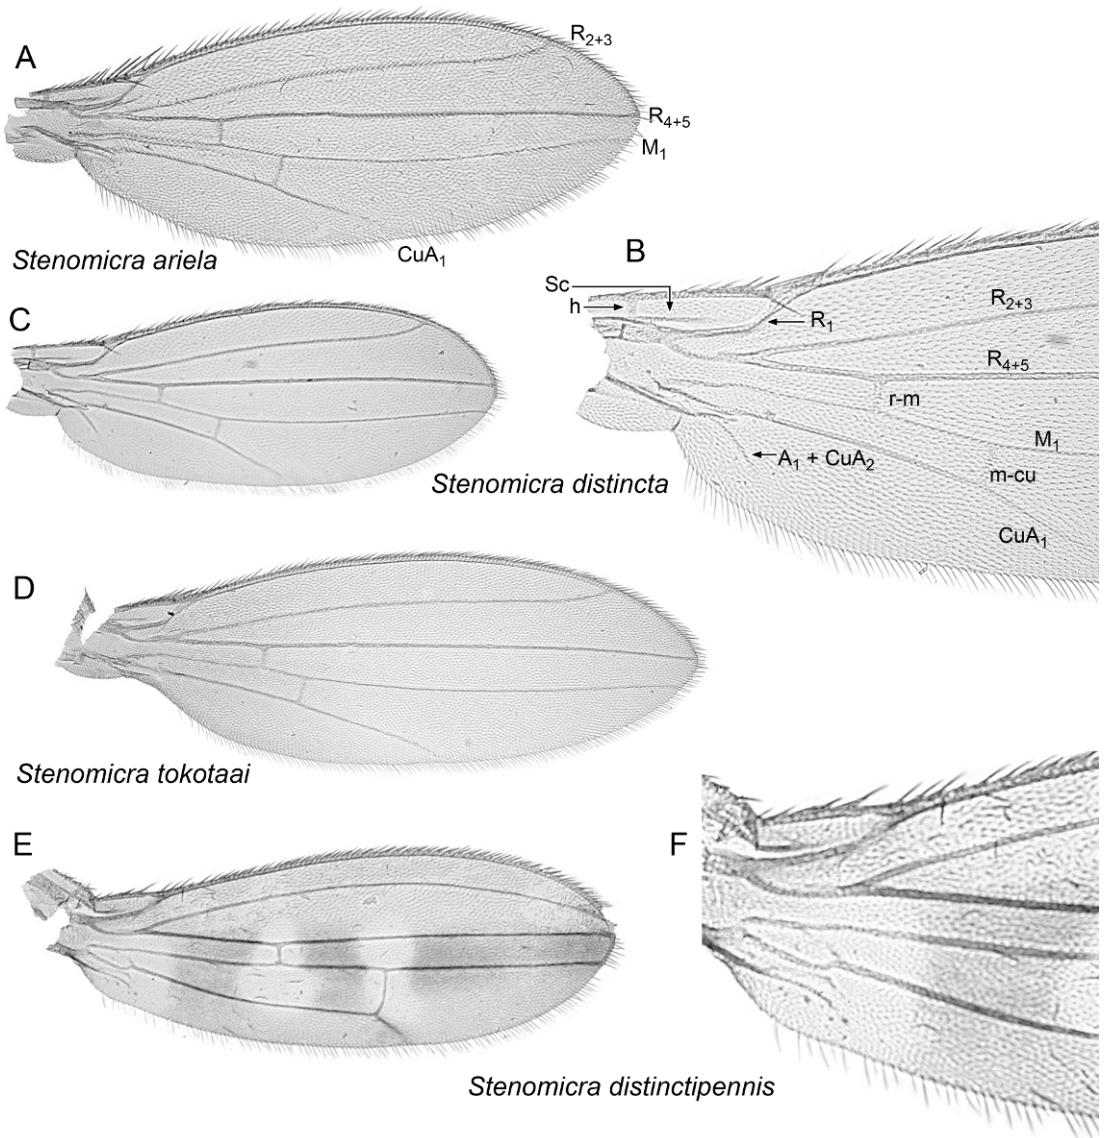 A
R2+3
R4+5
M1
CuA1
Stenomicra ariela
B
Sc
h
R1
R2+3
R4+5
r-m
M1
A1 + CuA2
m-cu
CuA1
C
Stenomicra distincta
D
Stenomicra tokotaai
E
F
Stenomicra distinctipennis